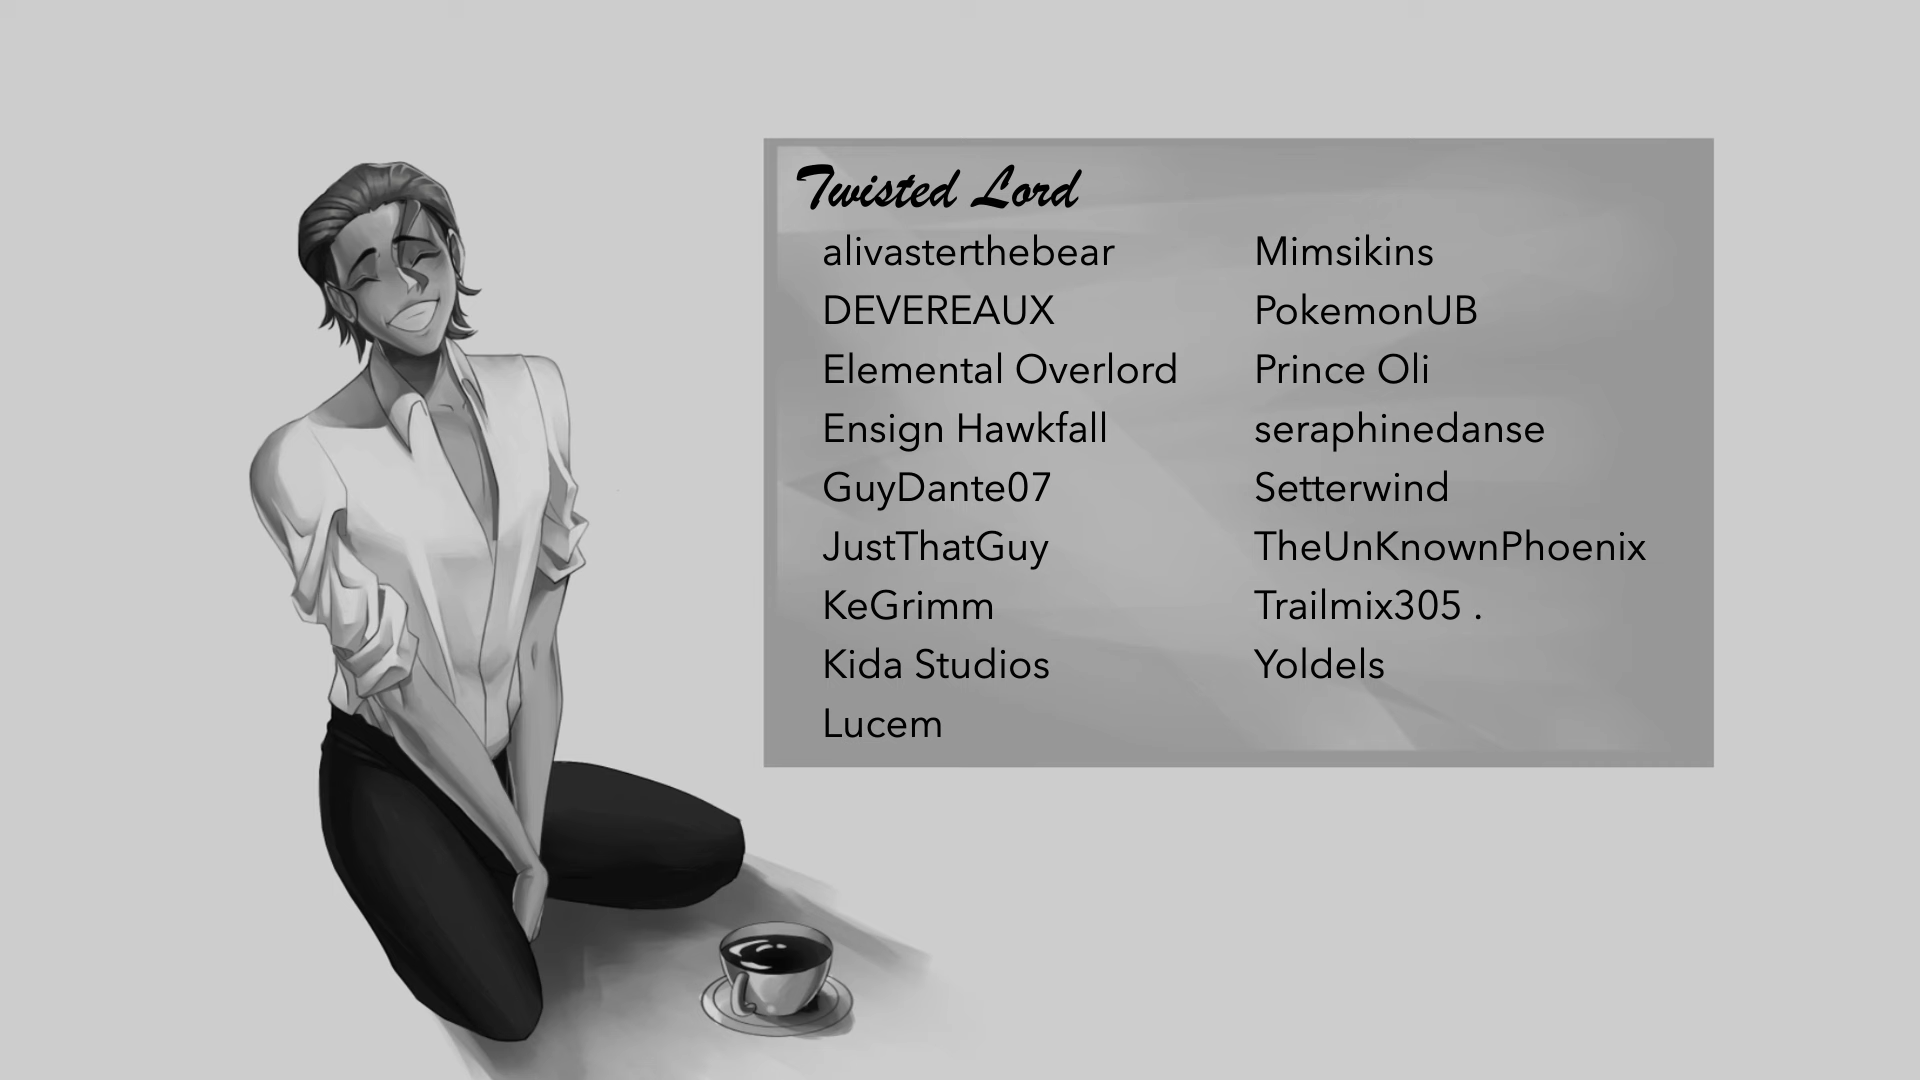 Twisted Lord
alivasterthebear
DEVEREAUX
Elemental Overlord
Ensign Hawkfall
GuyDante07
JustThatGuy
KeGrimm
Kida Studios
Lucem
Mimsikins
PokemonUB
Prince Oli
seraphinedanse
Setterwind
TheUnKnownPhoenix
Trailmix305 .
Yoldels